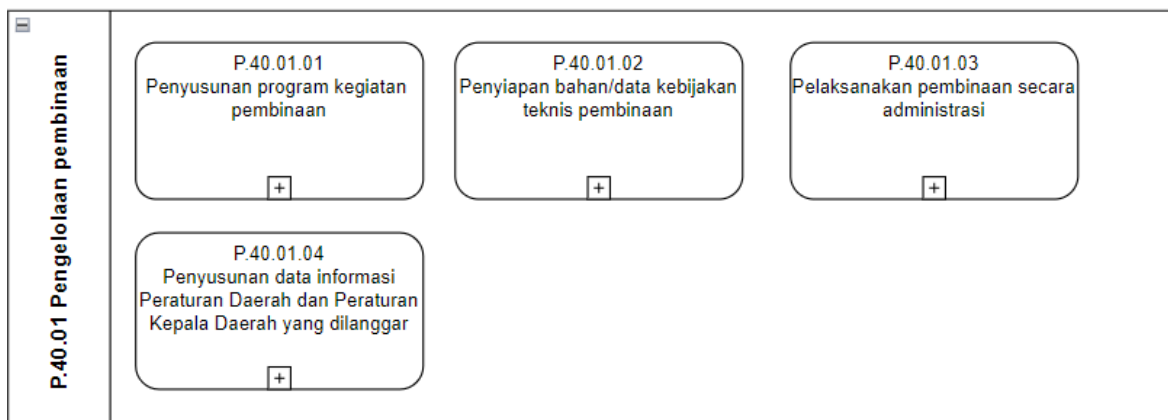 P.40.01 Pengelolaan pembinaan
P.40.01.01
Penyusunan program kegiatan
pembinaan
P.40.01.02
Penyiapan bahan/data kebijakan
teknis pembinaan
P.40.01.03
Pelaksanakan pembinaan secara
administrasi
P.40.01.04
Penyusunan data informasi
Peraturan Daerah dan Peraturan
Kepala Daerah yang dilanggar